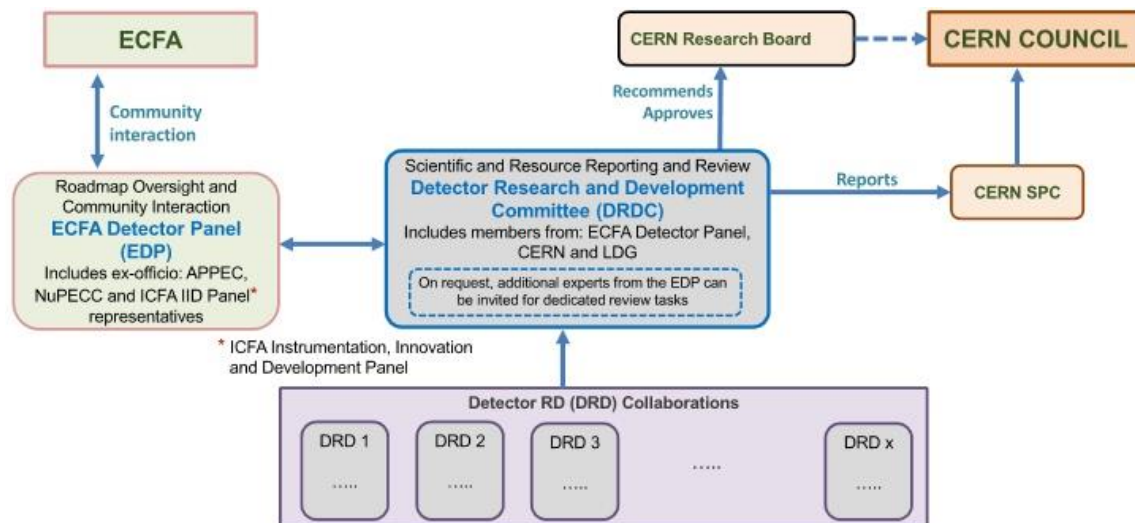 ECFA
CERN Research Board
CERN COUNCIL
Community
interaction
Recommends
Approves
Roadmap Oversight and
Community Interaction
ECFA Detector Panel
(EDP)
Includes ex-officio: APPEC,
NuPECC and ICFA IID Panel*
representatives
Scientific and Resource Reporting and Review
Detector Research and Development
Committee (DRDC)
Includes members from: ECFA Detector Panel,
CERN and LDG
On request, additional experts from the EDP can
be invited for dedicated review tasks
Reports
CERN SPC
* ICFA Instrumentation, Innovation
and Development Panel
Detector RD (DRD) Collaborations
DRD 1
.....
DRD 2
.....
DRD 3
.....
.....
DRD x
.....